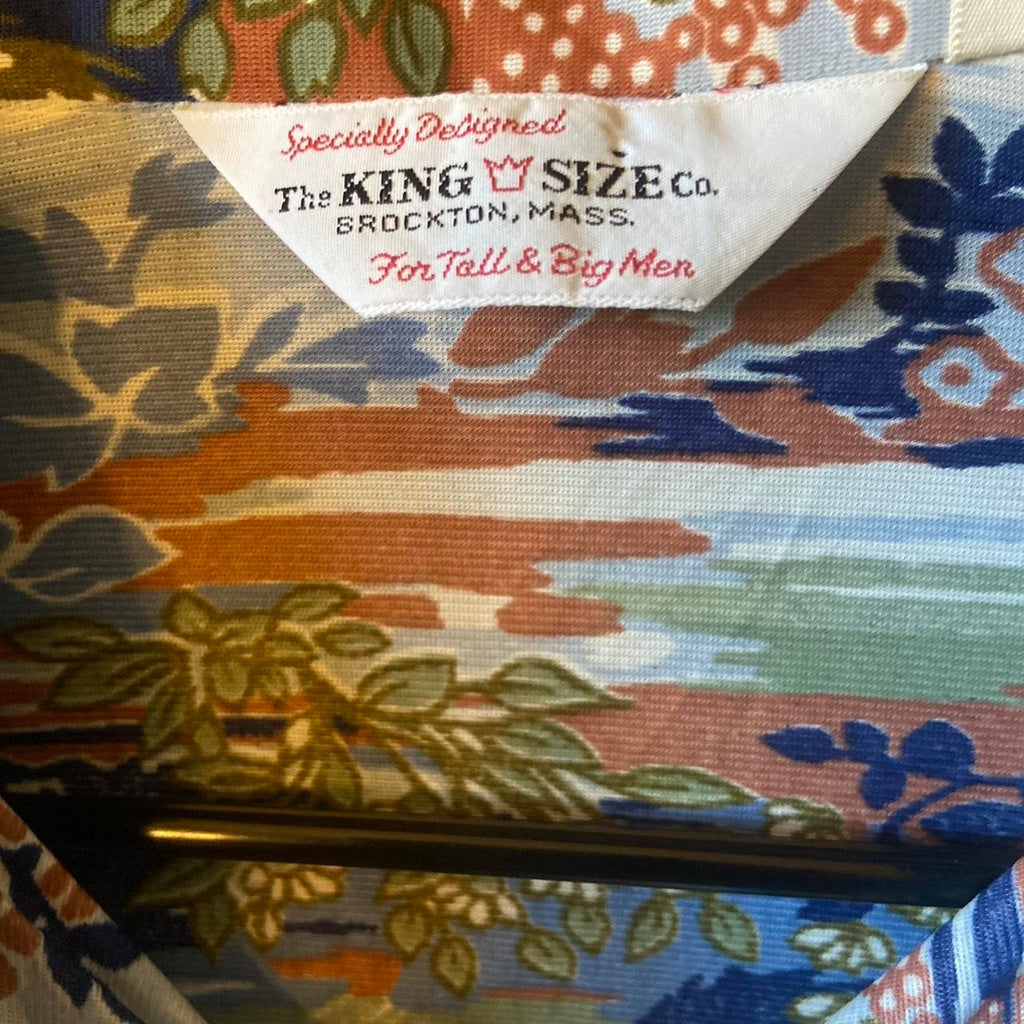 Specially Designed
The KING SIZE Co.
BROCKTON, MASS.
For Tall & Big Men